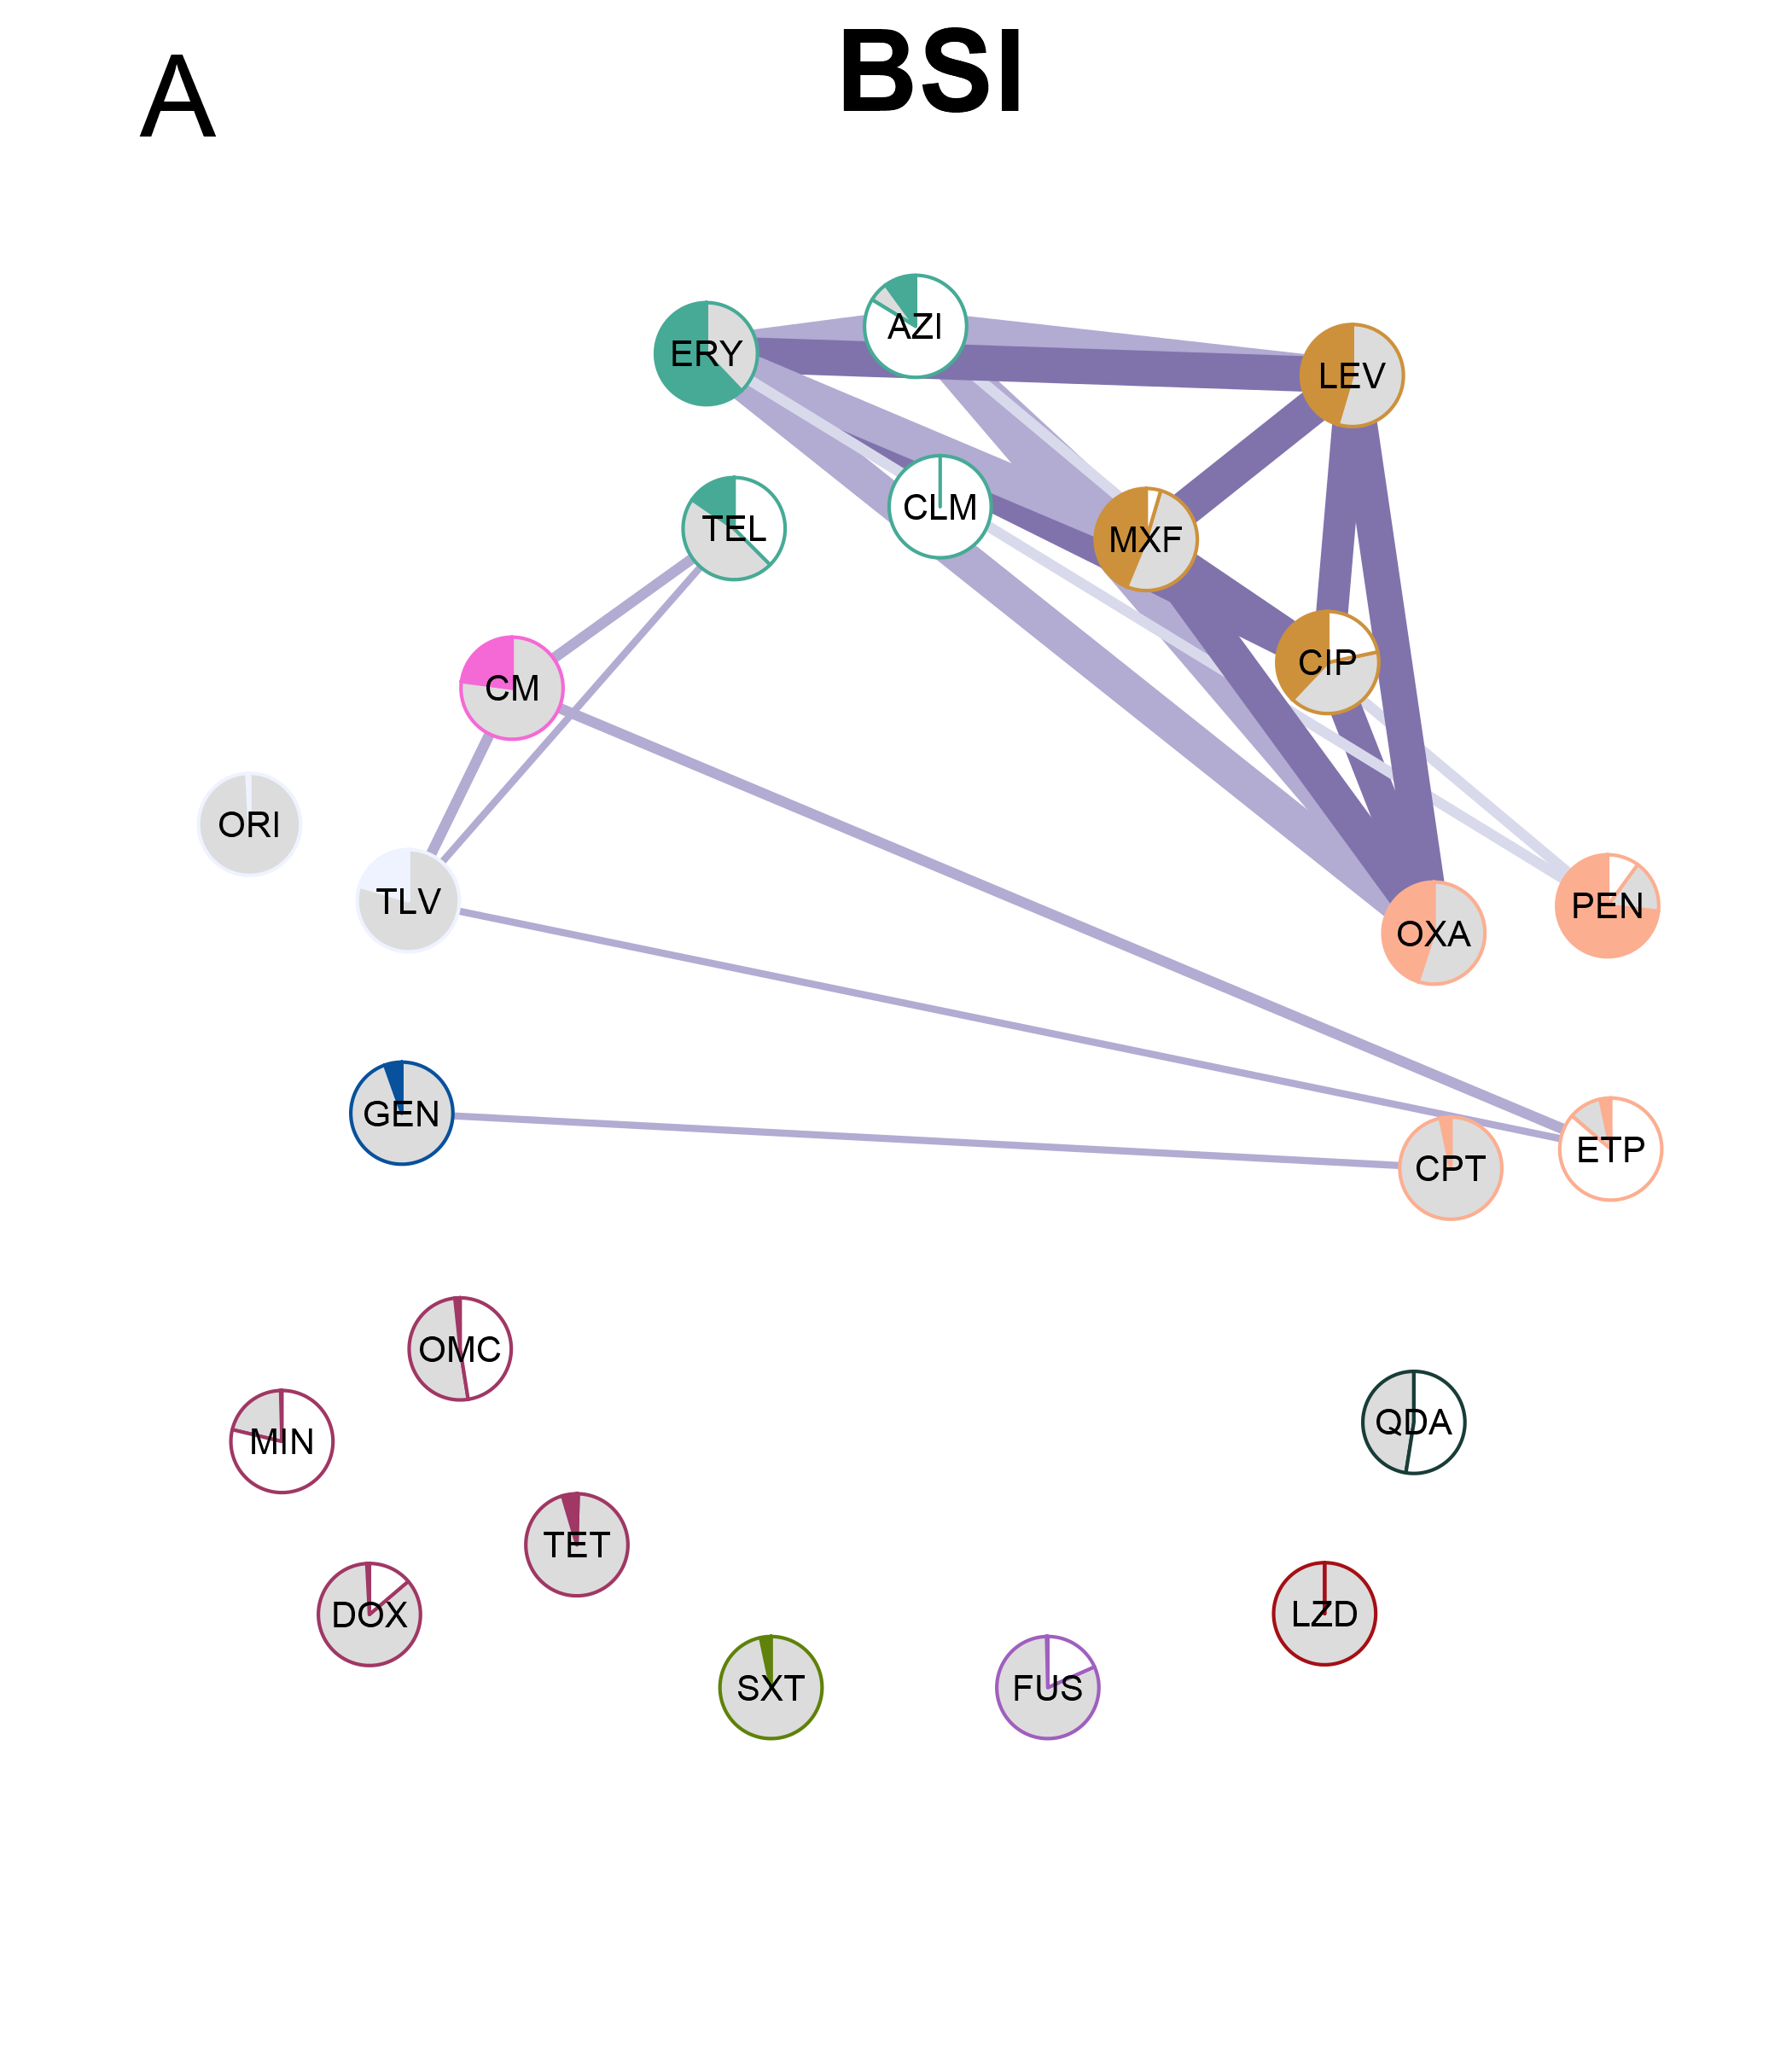 A
BSI
AZI
ERY
LEV
CLM
TEL
MXF
CIP
CM
ORI
TLV
PEN
OXA
GEN
ETP
CPT
OMC
QDA
MIN
TET
DOX
LZD
SXT
FUS